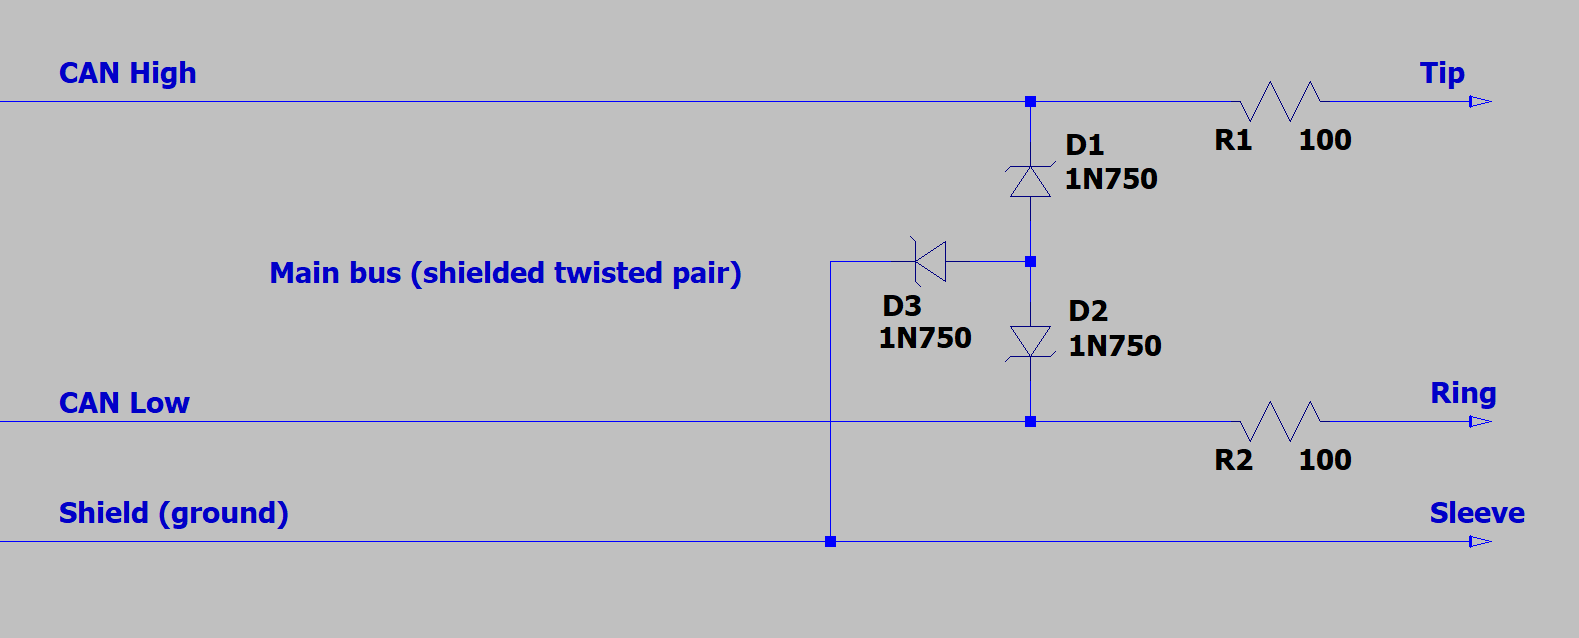 CAN High
Tip
D1
1N750
R1 100
Main bus (shielded twisted pair)
D3
1N750
D2
1N750
CAN Low
Ring
R2 100
Shield (ground)
Sleeve